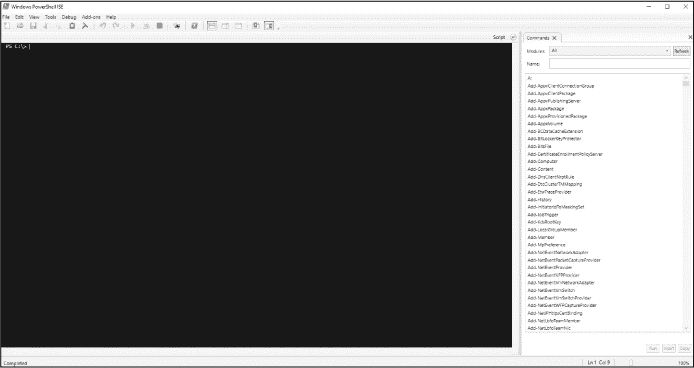 Windows PowerShell ISE
File Edit View Tools Debug Add-ons Help
Script
PS C:\>
Commands X
Modules: All Refresh
Name:
A:
Add-AppvClientConnectionGroup
Add-AppvClientPackage
Add-AppvPublishingServer
Add-AppxPackage
Add-AppxProvisionedPackage
Add-AppxVolume
Add-BCDataCacheExtension
Add-BitLockerKeyProtector
Add-BitsFile
Add-CertificateEnrollmentPolicyServer
Add-Computer
Add-Content
Add-DnsClientNrptRule
Add-DtcClusterTMMapping
Add-EtwTraceProvider
Add-History
Add-InitiatorIdToMaskingSet
Add-JobTrigger
Add-KdsRootKey
Add-LocalGroupMember
Add-Member
Add-MpPreference
Add-NetEventNetworkAdapter
Add-NetEventPacketCaptureProvider
Add-NetEventProvider
Add-NetEventVFPProvider
Add-NetEventVmNetworkAdapter
Add-NetEventVmSwitch
Add-NetEventVmSwitchProvider
Add-NetEventWFPCaptureProvider
Add-NetIPHttpsCertBinding
Add-NetLbfoTeamMember
Add-NetLbfoTeamNic
Run Insert Copy
Completed Ln 1 Col 9 100%